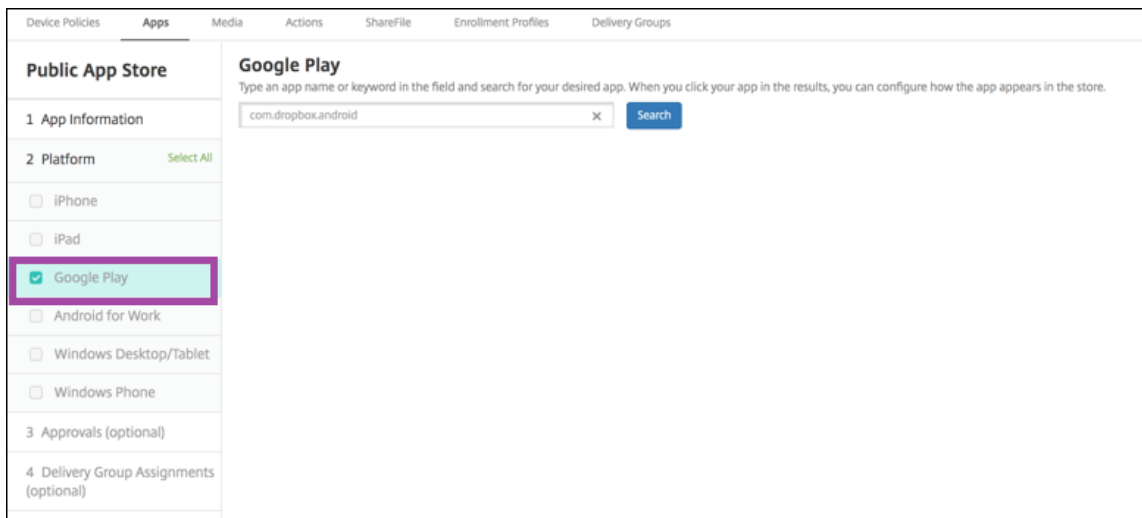 Device Policies Apps Media Actions ShareFile Enrollment Profiles Delivery Groups
Public App Store
1 App Information
2 Platform Select All
iPhone
iPad
Google Play
Android for Work
Windows Desktop/Tablet
Windows Phone
3 Approvals (optional)
4 Delivery Group Assignments
(optional)
Google Play
Type an app name or keyword in the field and search for your desired app. When you click your app in the results, you can configure how the app appears in the store.
com.dropbox.android Search